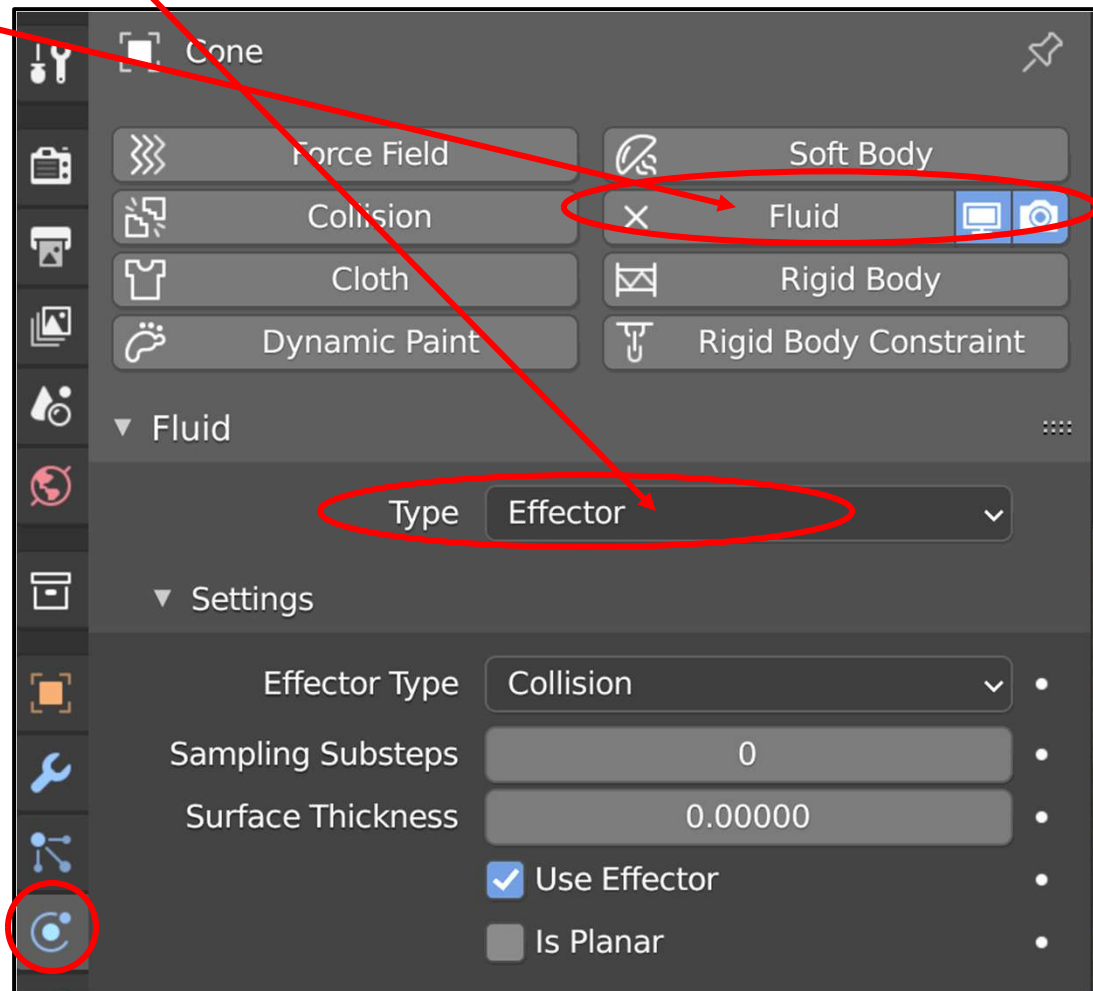 Cone
Force Field Soft Body
Collision Fluid
Cloth Rigid Body
Dynamic Paint Rigid Body Constraint
Fluid
Type Effector
Settings
Effector Type Collision
Sampling Substeps 0
Surface Thickness 0.00000
Use Effector
Is Planar